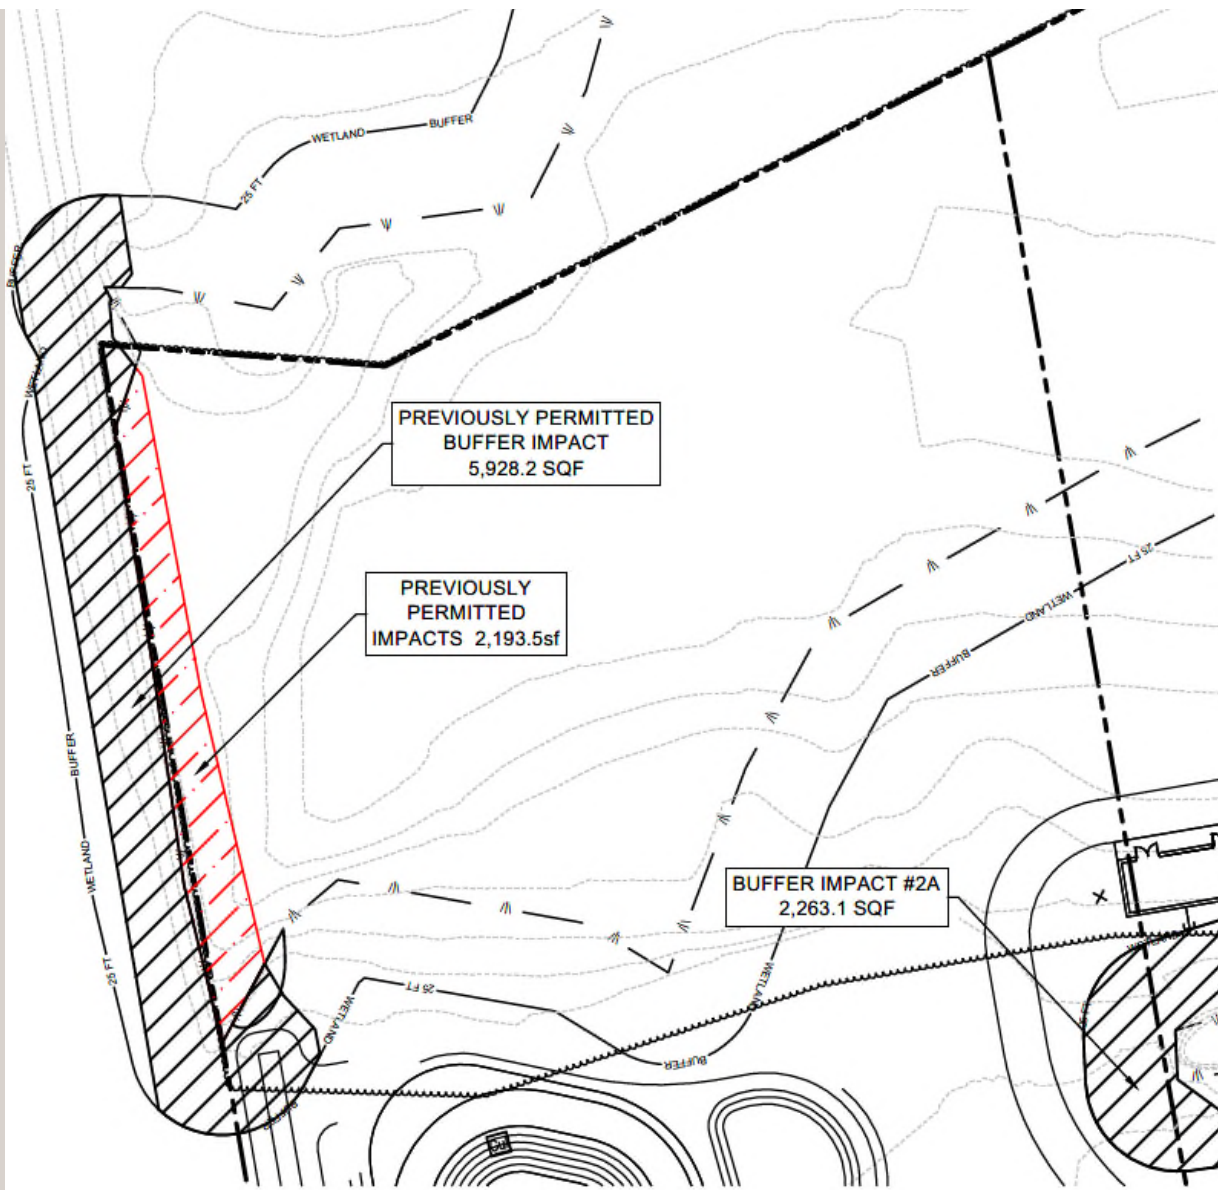 WETLAND
BUFFER
25 FT
BUFFER
WETLAND
25 FT
PREVIOUSLY PERMITTED
BUFFER IMPACT
5,928.2 SQF
PREVIOUSLY
PERMITTED
IMPACTS 2,193.5sf
25 FT
WETLAND
BUFFER
BUFFER
WETLAND
25 FT
BUFFER IMPACT #2A
2,263.1 SQF
WETLAND
25 FT
WETLAND
BUFFER
25 FT
BUFFER